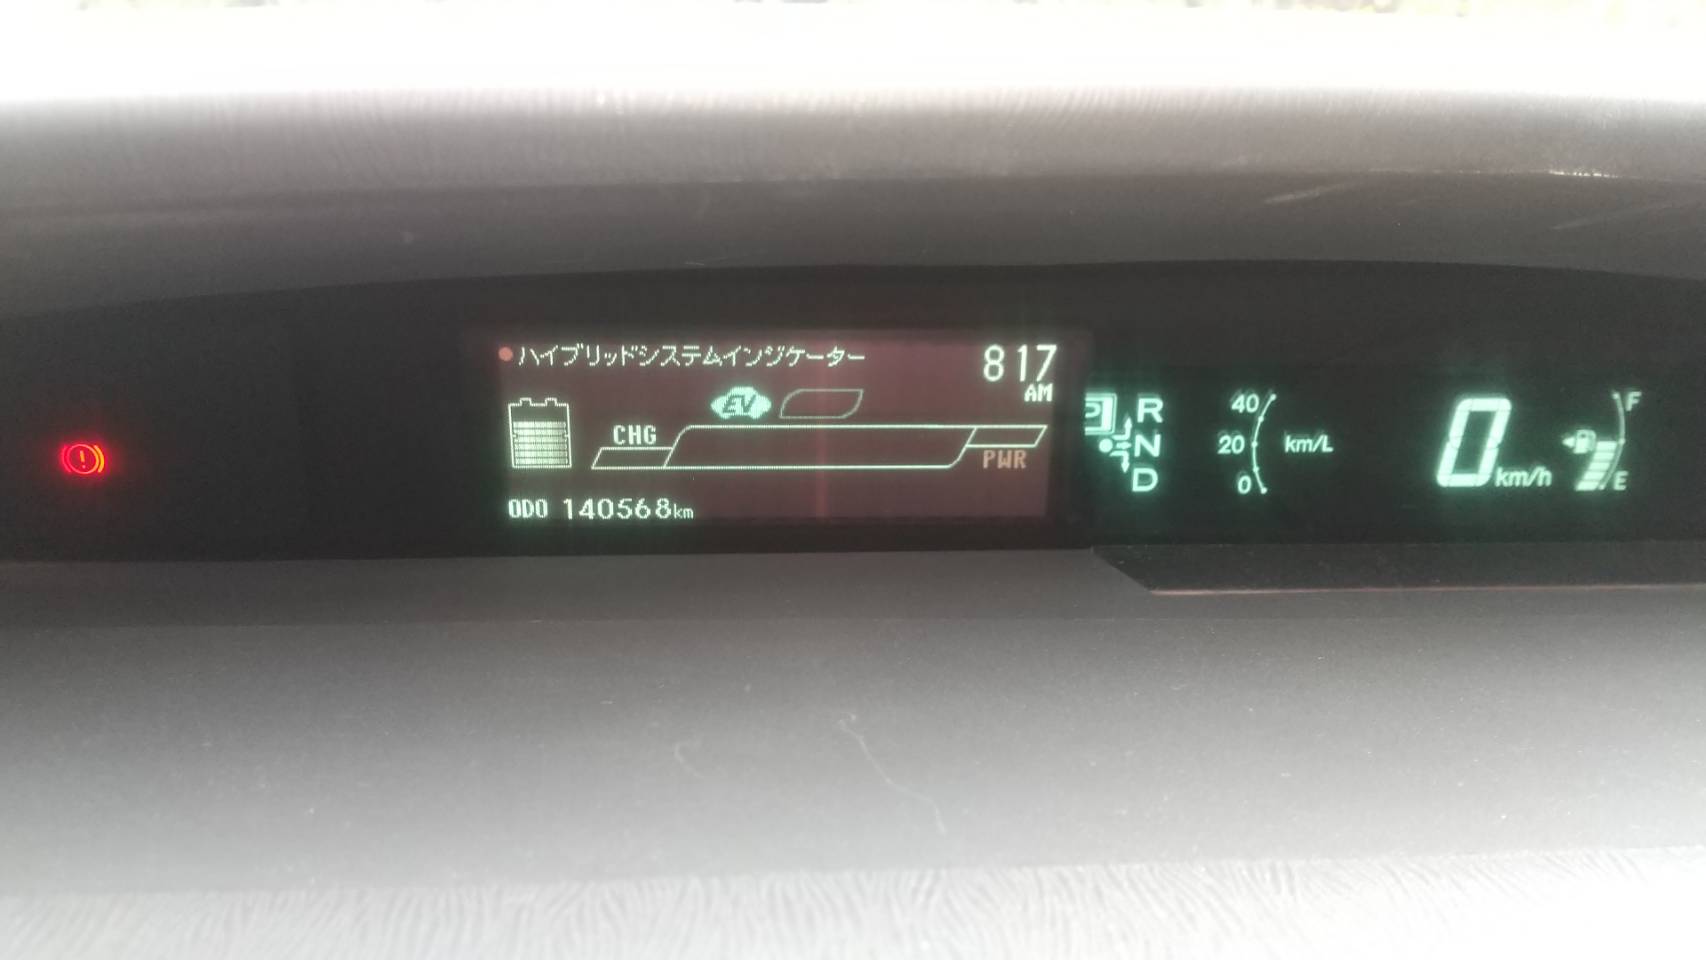 ハイブリッドシステムインジケーター
8 17
AM
EV
CHG
PWR
ODO 140568km
P
R
N
D
40
20
0
km/L
0 km/h
F
E
!